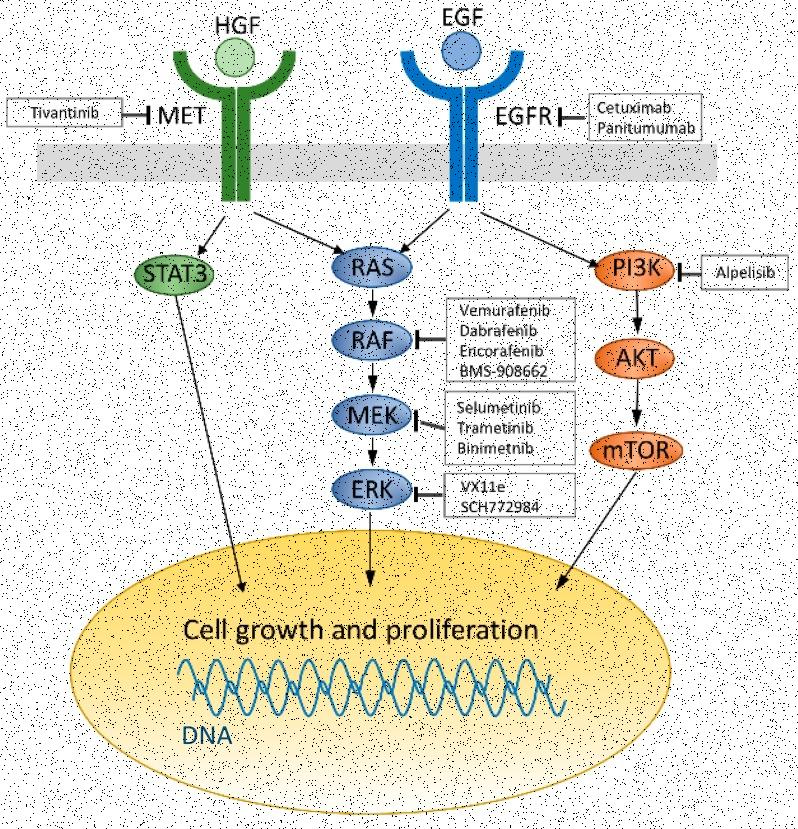 HGF
EGF
Tivantinib
MET
EGFR
Cetuximab
Panitumumab
STAT3
RAS
PI3K
Alpelisib
RAF
Vemurafenib
Dabrafenib
Encorafenib
BMS-908662
AKT
MEK
Selumetinib
Trametinib
Binimetnib
mTOR
ERK
VX11e
SCH772984
Cell growth and proliferation
DNA